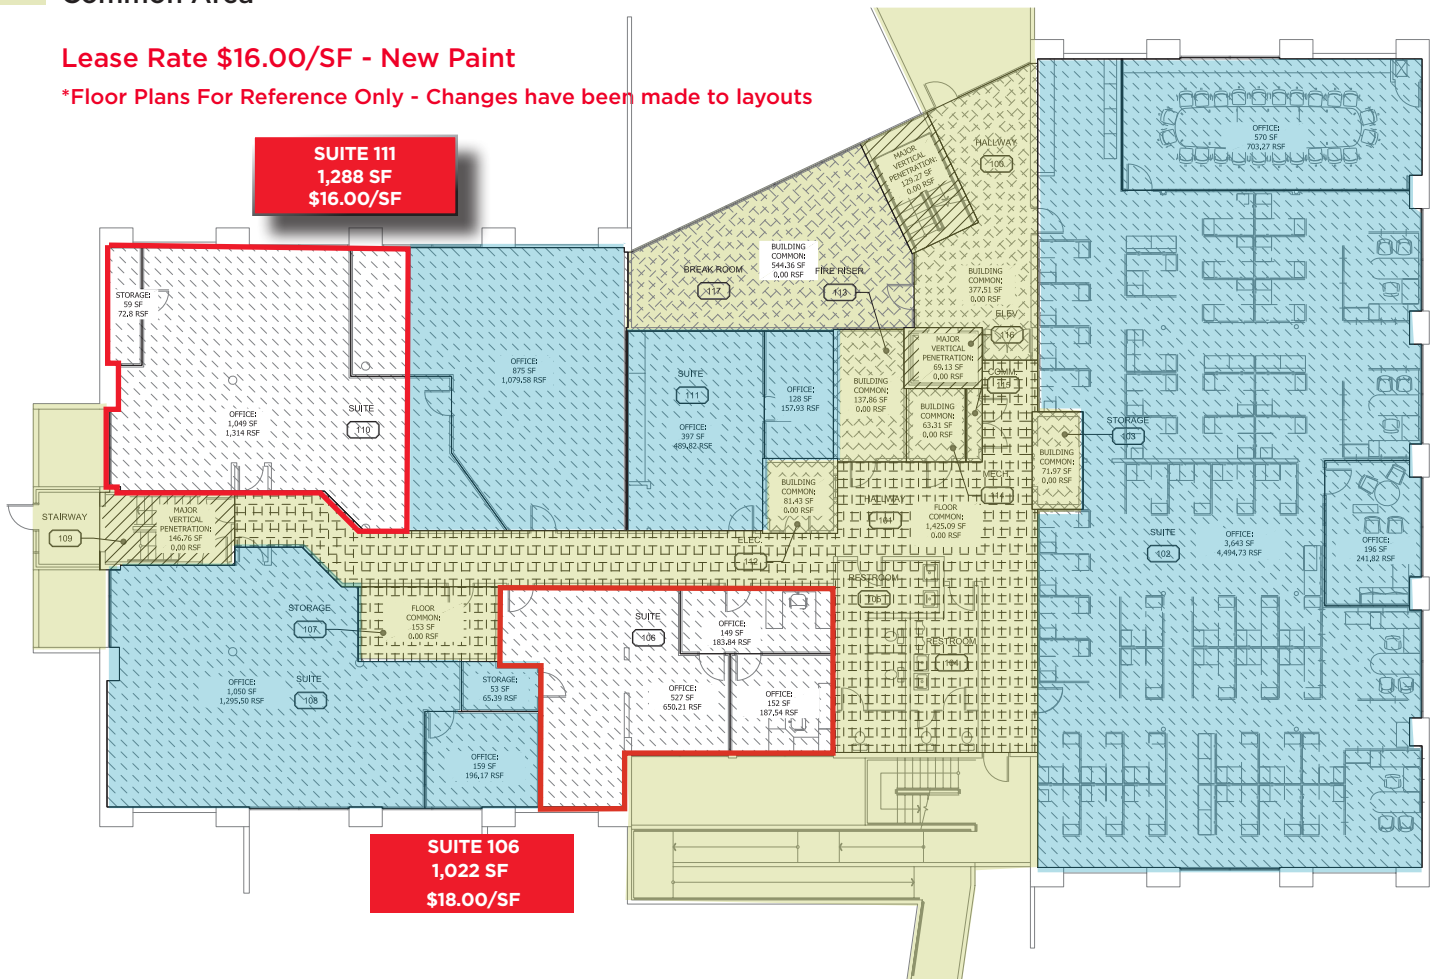 Common Area
Lease Rate $16.00/SF - New Paint
*Floor Plans For Reference Only - Changes have been made to layouts
SUITE 111
1,288 SF
$16.00/SF
OFFICE:
570 SF
703.27 RSF
MAJOR
VERTICAL
PENETRATION:
129.27 SF
0.00 RSF
HALLWAY
100
BUILDING
COMMON:
544.36 SF
0.00 RSF
BREAK ROOM
117
FIRE RISER
113
BUILDING
COMMON:
377.51 SF
0.00 RSF
ELEV
116
STORAGE:
59 SF
72.8 RSF
OFFICE:
875 SF
1,079.58 RSF
SUITE
111
OFFICE:
397 SF
489.82 RSF
OFFICE:
128 SF
157.93 RSF
BUILDING
COMMON:
137.86 SF
0.00 RSF
MAJOR
VERTICAL
PENETRATION:
69.13 SF
0.00 RSF
COMM.
115
BUILDING
COMMON:
63.31 SF
0.00 RSF
OFFICE:
1,049 SF
1,314 RSF
SUITE
110
STORAGE
103
BUILDING
COMMON:
71.97 SF
0.00 RSF
MECH.
114
BUILDING
COMMON:
81.43 SF
0.00 RSF
HALLWAY
101
FLOOR
COMMON:
1,425.09 SF
0.00 RSF
STAIRWAY
109
MAJOR
VERTICAL
PENETRATION:
146.76 SF
0.00 RSF
ELEC.
112
SUITE
102
OFFICE:
3,643 SF
4,494.73 RSF
OFFICE:
196 SF
241.82 RSF
RESTROOM
105
STORAGE
107
FLOOR
COMMON:
153 SF
0.00 RSF
SUITE
106
OFFICE:
149 SF
183.84 RSF
RESTROOM
104
OFFICE:
1,050 SF
1,295.50 RSF
SUITE
108
STORAGE:
53 SF
65.39 RSF
OFFICE:
527 SF
650.21 RSF
OFFICE:
152 SF
187.54 RSF
OFFICE:
159 SF
196.17 RSF
SUITE 106
1,022 SF
$18.00/SF